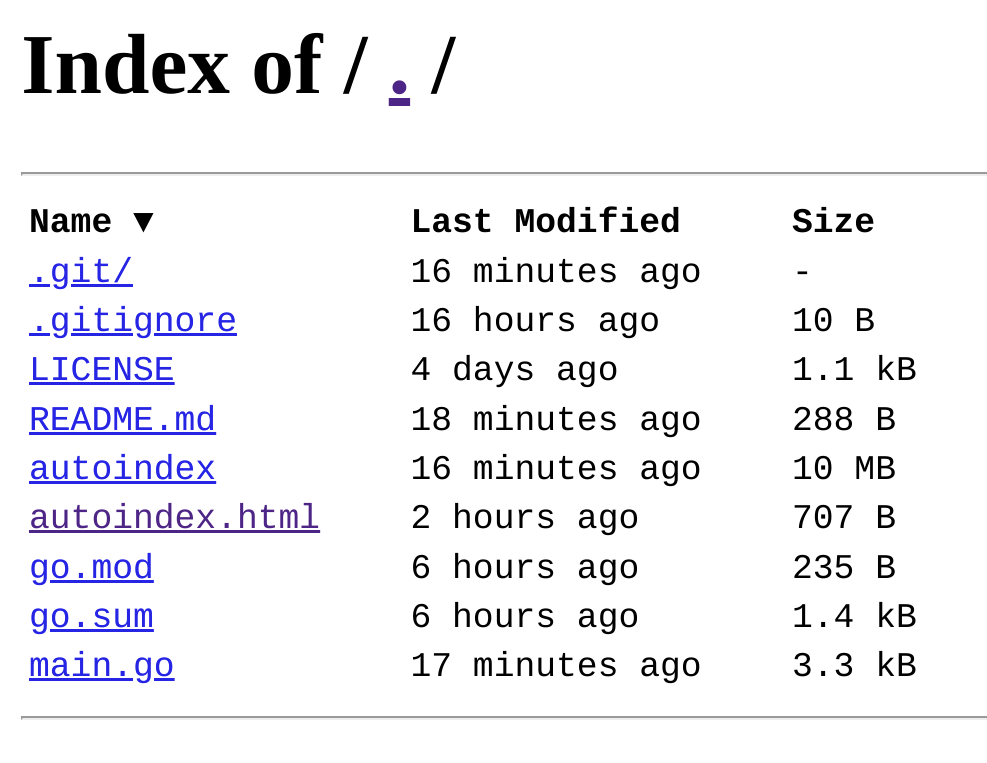 Index of / . /
Name ▼ Last Modified Size
.git/ 16 minutes ago -
.gitignore 16 hours ago 10 B
LICENSE 4 days ago 1.1 kB
README.md 18 minutes ago 288 B
autoindex 16 minutes ago 10 MB
autoindex.html 2 hours ago 707 B
go.mod 6 hours ago 235 B
go.sum 6 hours ago 1.4 kB
main.go 17 minutes ago 3.3 kB